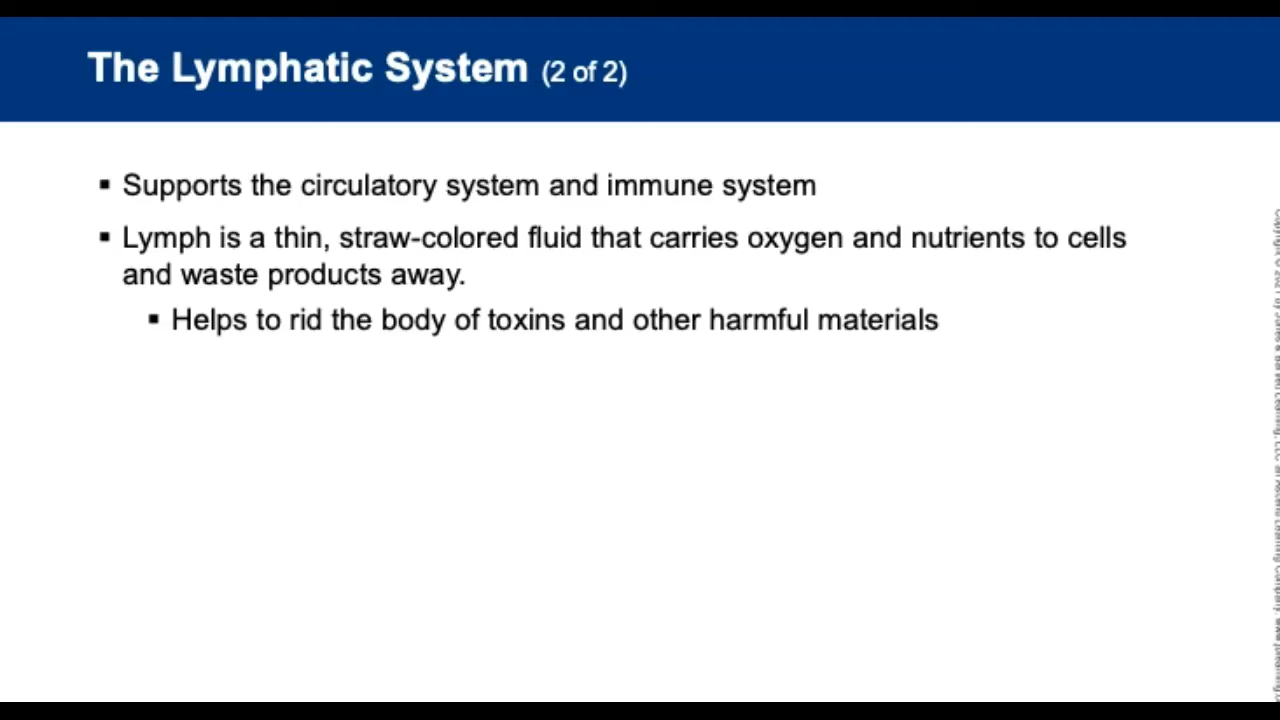 The Lymphatic System (2 of 2)
▪ Supports the circulatory system and immune system
▪ Lymph is a thin, straw-colored fluid that carries oxygen and nutrients to cells
and waste products away.
▪ Helps to rid the body of toxins and other harmful materials